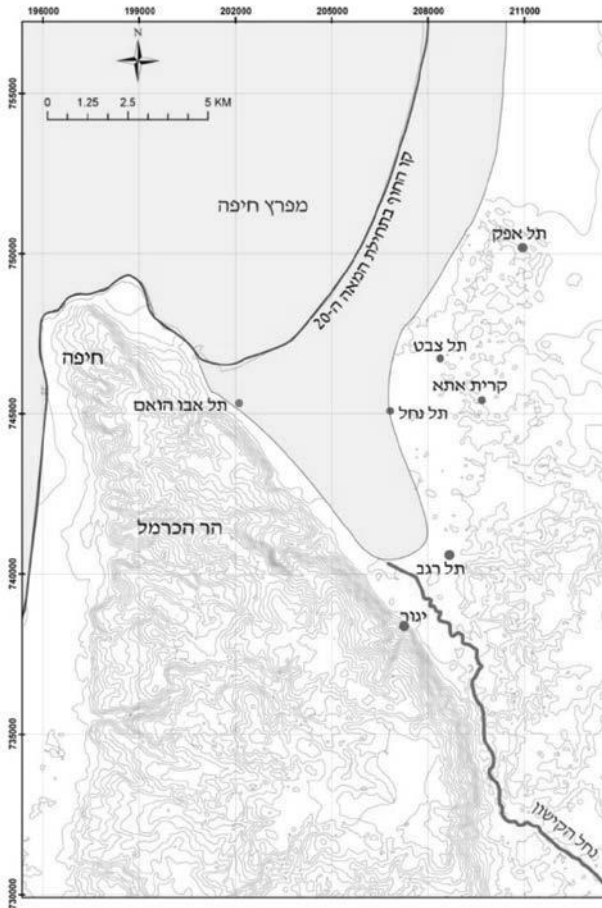 196000 199000 202000 205000 208000 211000
N
0 1.25 2.5 5 KM
755000
מפרץ חיפה
קו החוף בתחילת המאה ה-20
תל אפק
750000
תל צבט
חיפה
קרית אתא
תל אבו הואם
תל נחל
745000
הר הכרמל
תל רגב
740000
יגור
735000
נחל הקישון
730000